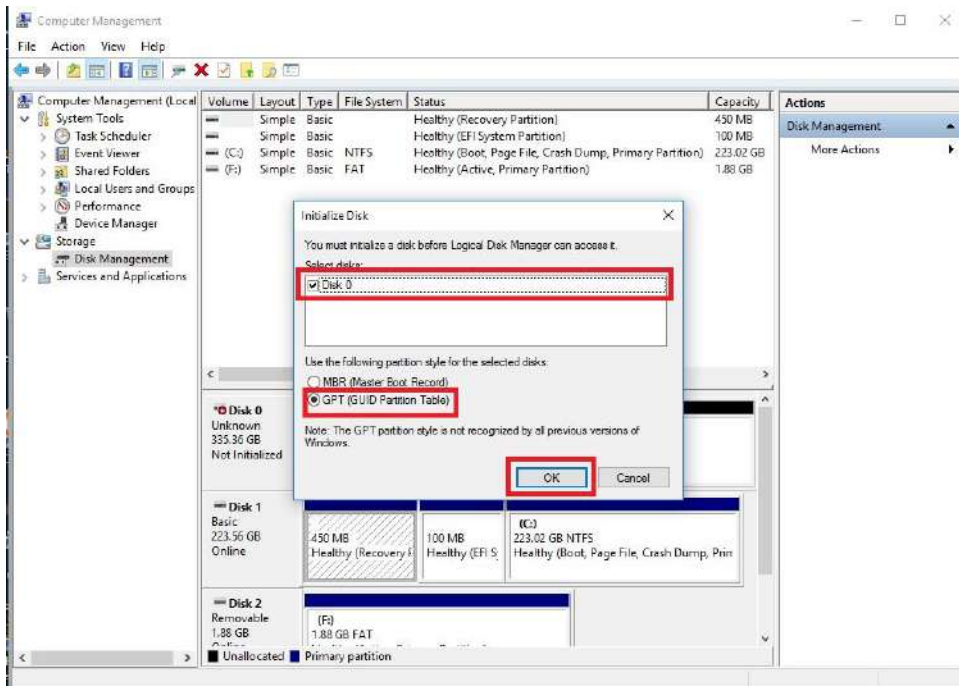 Computer Management
File Action View Help
Computer Management (Local
System Tools
Task Scheduler
Event Viewer
Shared Folders
Local Users and Groups
Performance
Device Manager
Storage
Disk Management
Services and Applications
Volume Layout Type File System Status Capacity
Simple Basic Healthy (Recovery Partition) 450 MB
Simple Basic Healthy (EFI System Partition) 100 MB
(C:) Simple Basic NTFS Healthy (Boot, Page File, Crash Dump, Primary Partition) 223.02 GB
(F:) Simple Basic FAT Healthy (Active, Primary Partition) 1.88 GB
Actions
Disk Management
More Actions
Initialize Disk
You must initialize a disk before Logical Disk Manager can access it.
Select disks:
Disk 0
Use the following partition style for the selected disks:
MBR (Master Boot Record)
GPT (GUID Partition Table)
Note: The GPT partition style is not recognized by all previous versions of
Windows.
OK Cancel
Disk 0
Unknown
335.36 GB
Not Initialized
Disk 1
Basic
223.56 GB
Online
450 MB
Healthy (Recovery P
100 MB
Healthy (EFI S
(C:)
223.02 GB NTFS
Healthy (Boot, Page File, Crash Dump, Prin
Disk 2
Removable
1.88 GB
Online
(F:)
1.88 GB FAT
Unallocated Primary partition